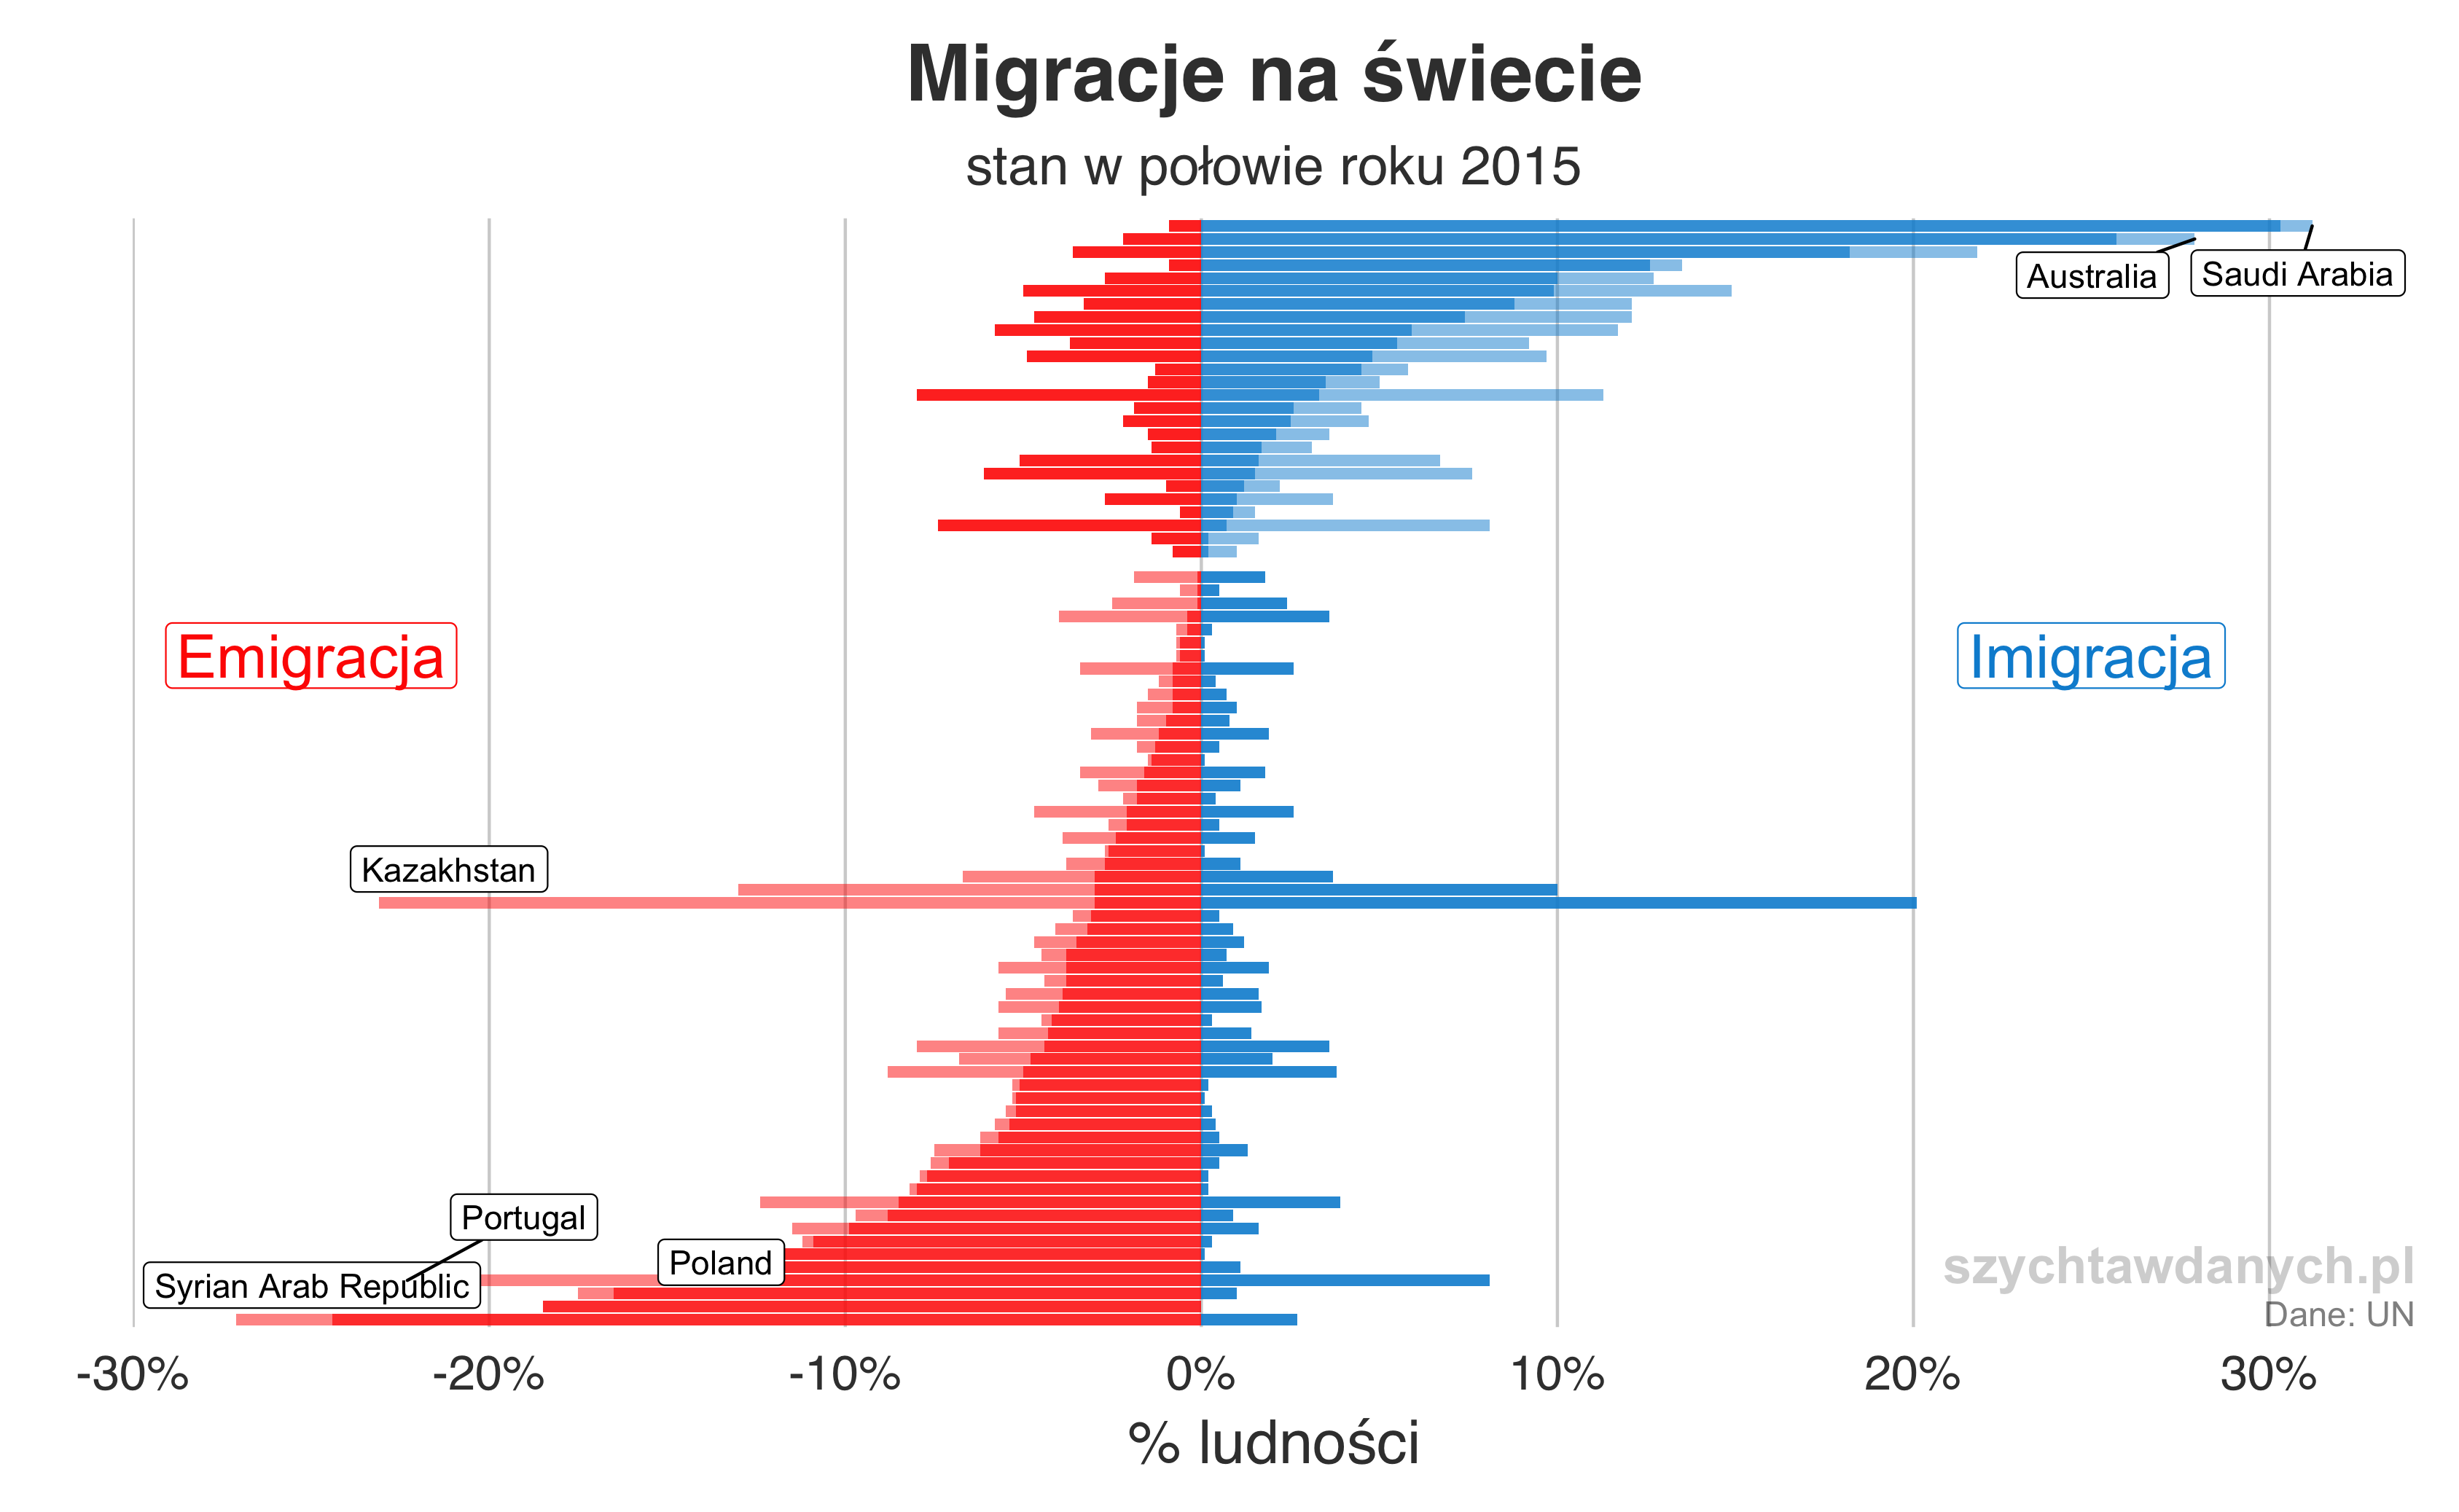 Migracje na świecie
stan w połowie roku 2015
Australia
Saudi Arabia
Emigracja
Imigracja
Kazakhstan
Portugal
Poland
Syrian Arab Republic
szychtawdanych.pl
Dane: UN
-30% -20% -10% 0% 10% 20% 30%
% ludności